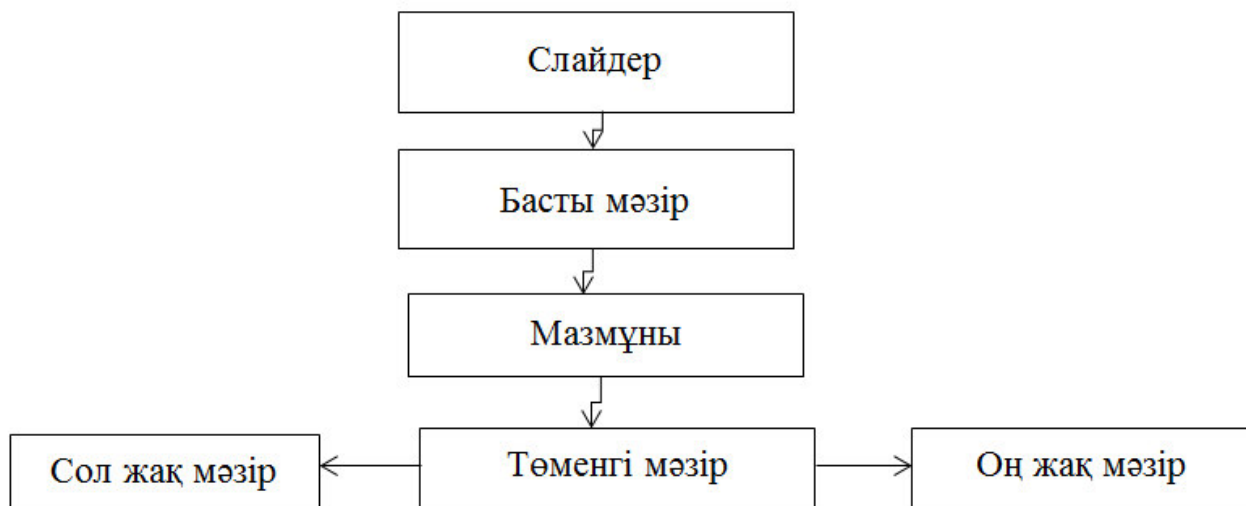 Слайдер
Басты мәзір
Мазмұны
Сол жақ мәзір
Төменгі мәзір
Оң жақ мәзір